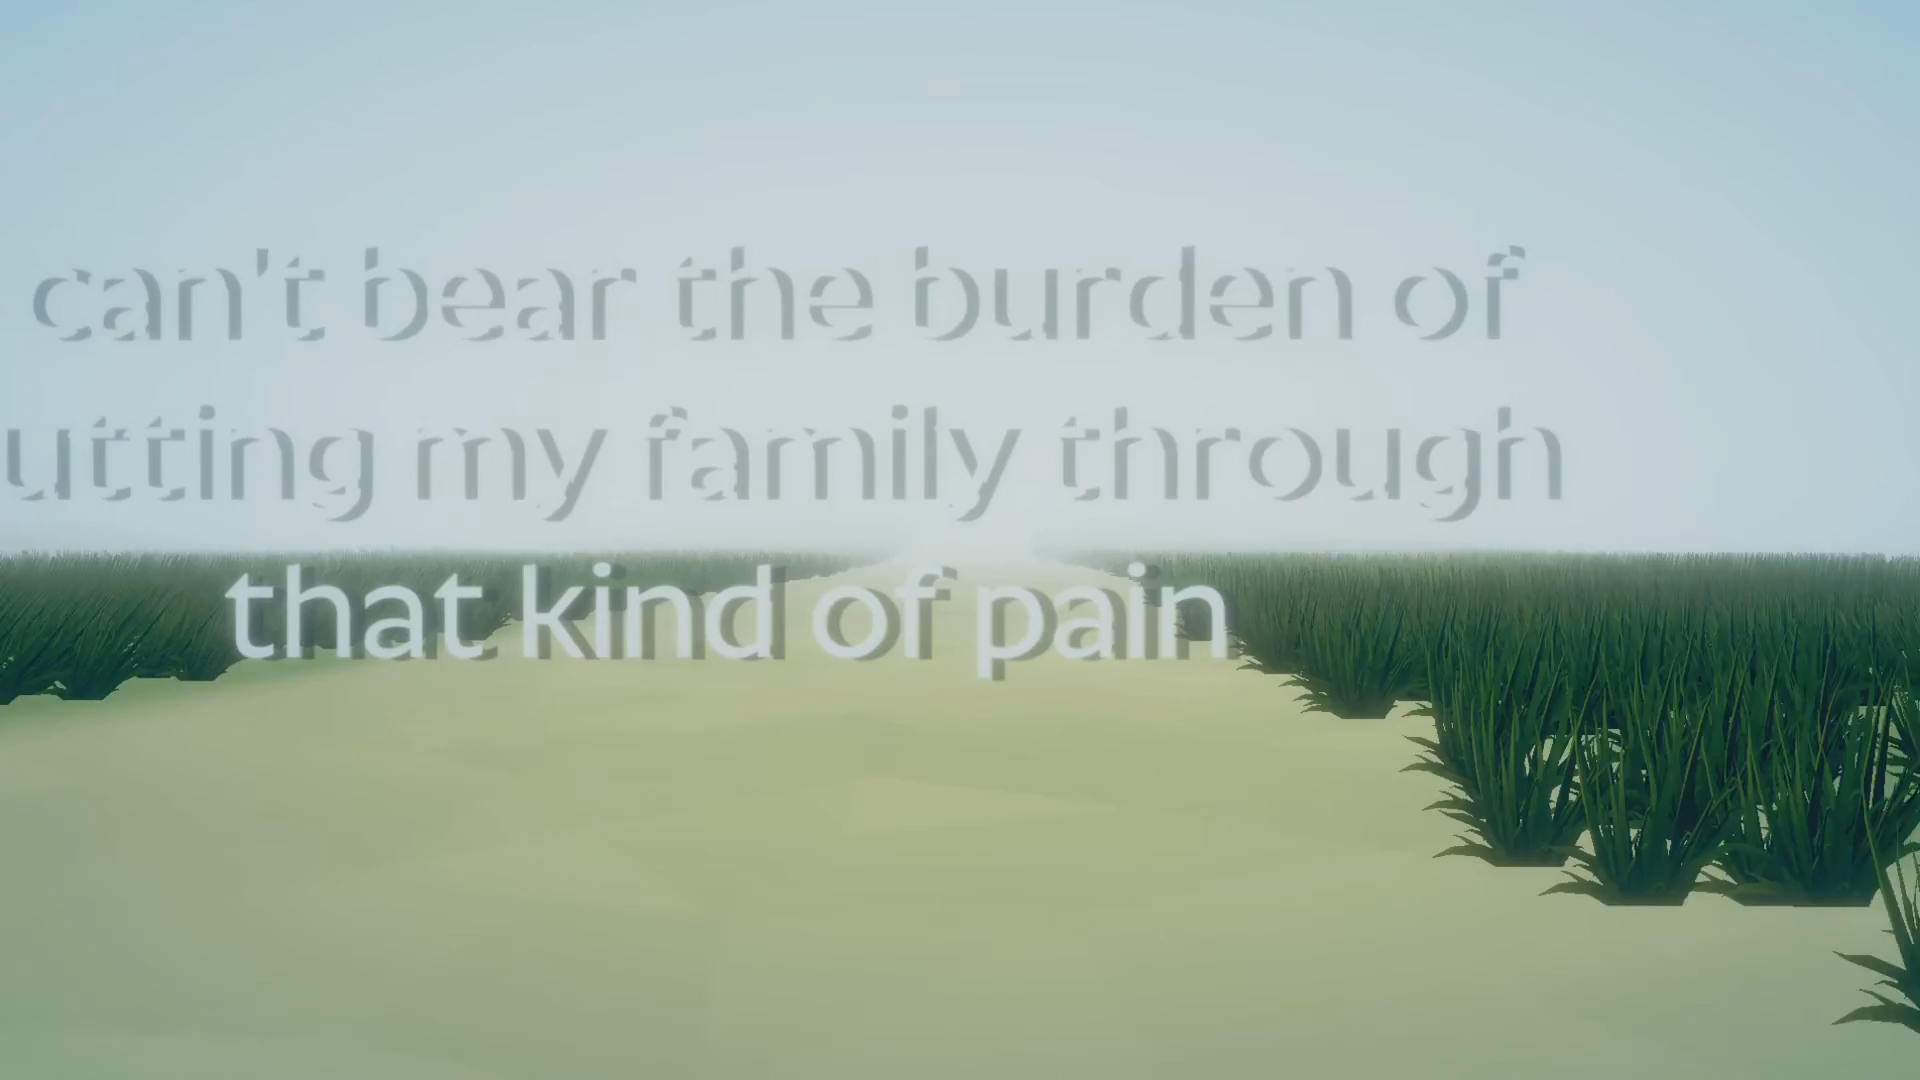 can't bear the burden of
utting my family through
that kind of pain